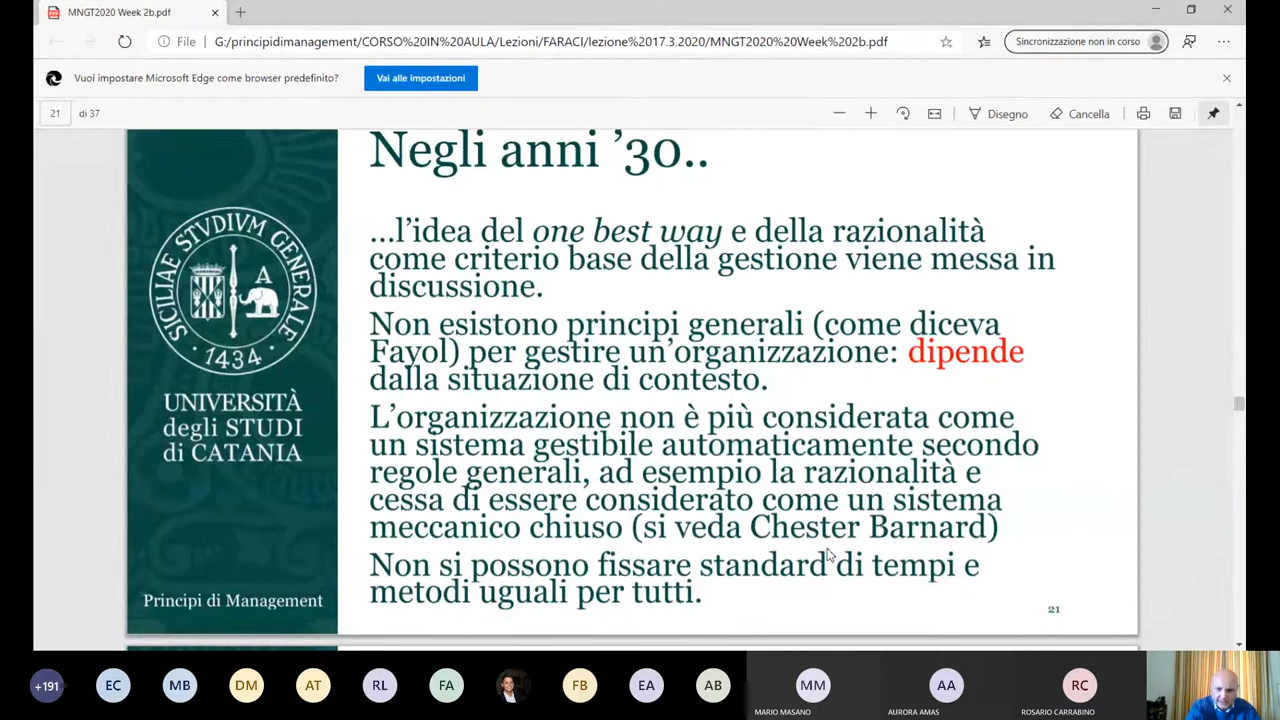 MNGT2020 Week 2b.pdf
File
G:/principidimanagement/CORSO%20IN%20AULA/Lezioni/FARACI/lezione%2017.3.2020/MNGT2020%20Week%202b.pdf
Sincronizzazione non in corso
Vuoi impostare Microsoft Edge come browser predefinito?
Vai alle impostazioni
21 di 37
Disegno
Cancella
Negli anni ’30..
...l’idea del one best way e della razionalità
come criterio base della gestione viene messa in
discussione.
Non esistono principi generali (come diceva
Fayol) per gestire un’organizzazione: dipende
dalla situazione di contesto.
L’organizzazione non è più considerata come
un sistema gestibile automaticamente secondo
regole generali, ad esempio la razionalità e
cessa di essere considerato come un sistema
meccanico chiuso (si veda Chester Barnard)
Non si possono fissare standard di tempi e
metodi uguali per tutti.
21
SICILIAE STVDIVM GENERALE
A
1434
UNIVERSITÀ
degli STUDI
di CATANIA
Principi di Management
+191 EC MB DM AT RL FA FB EA AB MM AA RC
MARIO MASANO AURORA AMAS ROSARIO CARRABINO